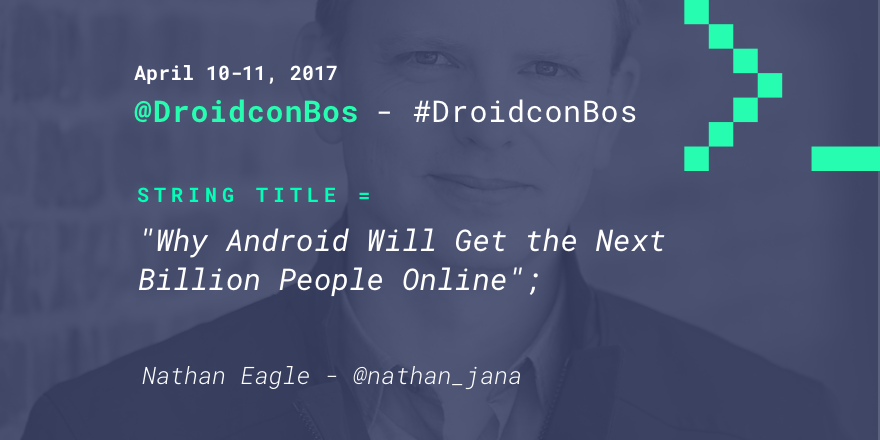 April 10-11, 2017
@DroidconBos - #DroidconBos
STRING TITLE =
"Why Android Will Get the Next
Billion People Online";
Nathan Eagle - @nathan_jana